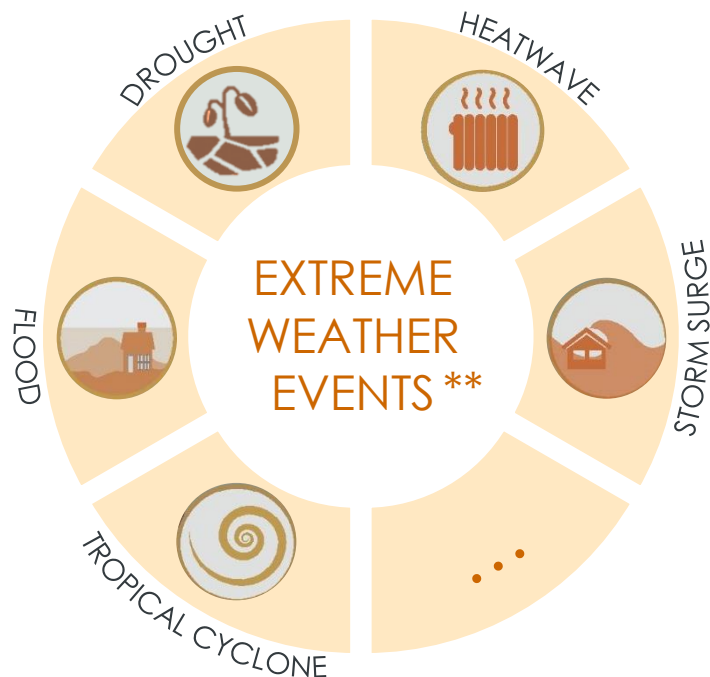 DROUGHT
HEATWAVE
EXTREME
WEATHER
EVENTS **
FLOOD
STORM SURGE
TROPICAL CYCLONE
...